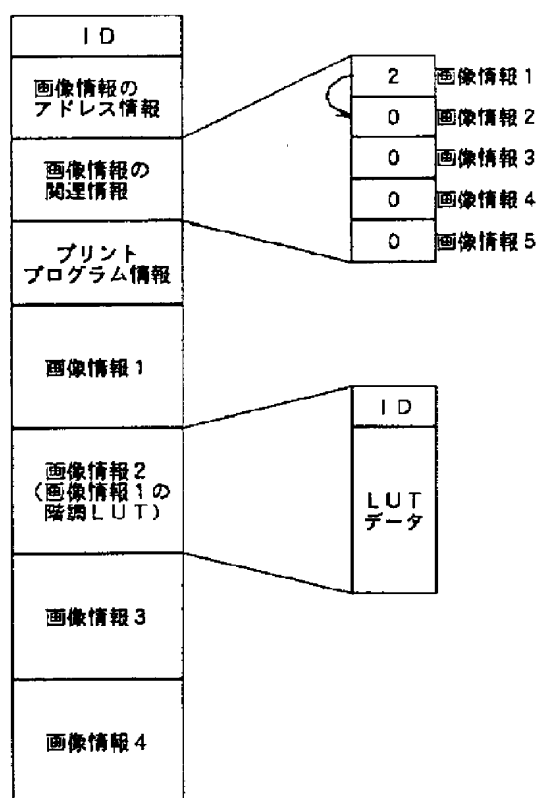 ID
画像情報の
アドレス情報
画像情報の
関連情報
プリント
プログラム情報
画像情報1
画像情報2
(画像情報1の
階調LUT)
画像情報3
画像情報4
2 画像情報1
0 画像情報2
0 画像情報3
0 画像情報4
0 画像情報5
ID
LUT
データ